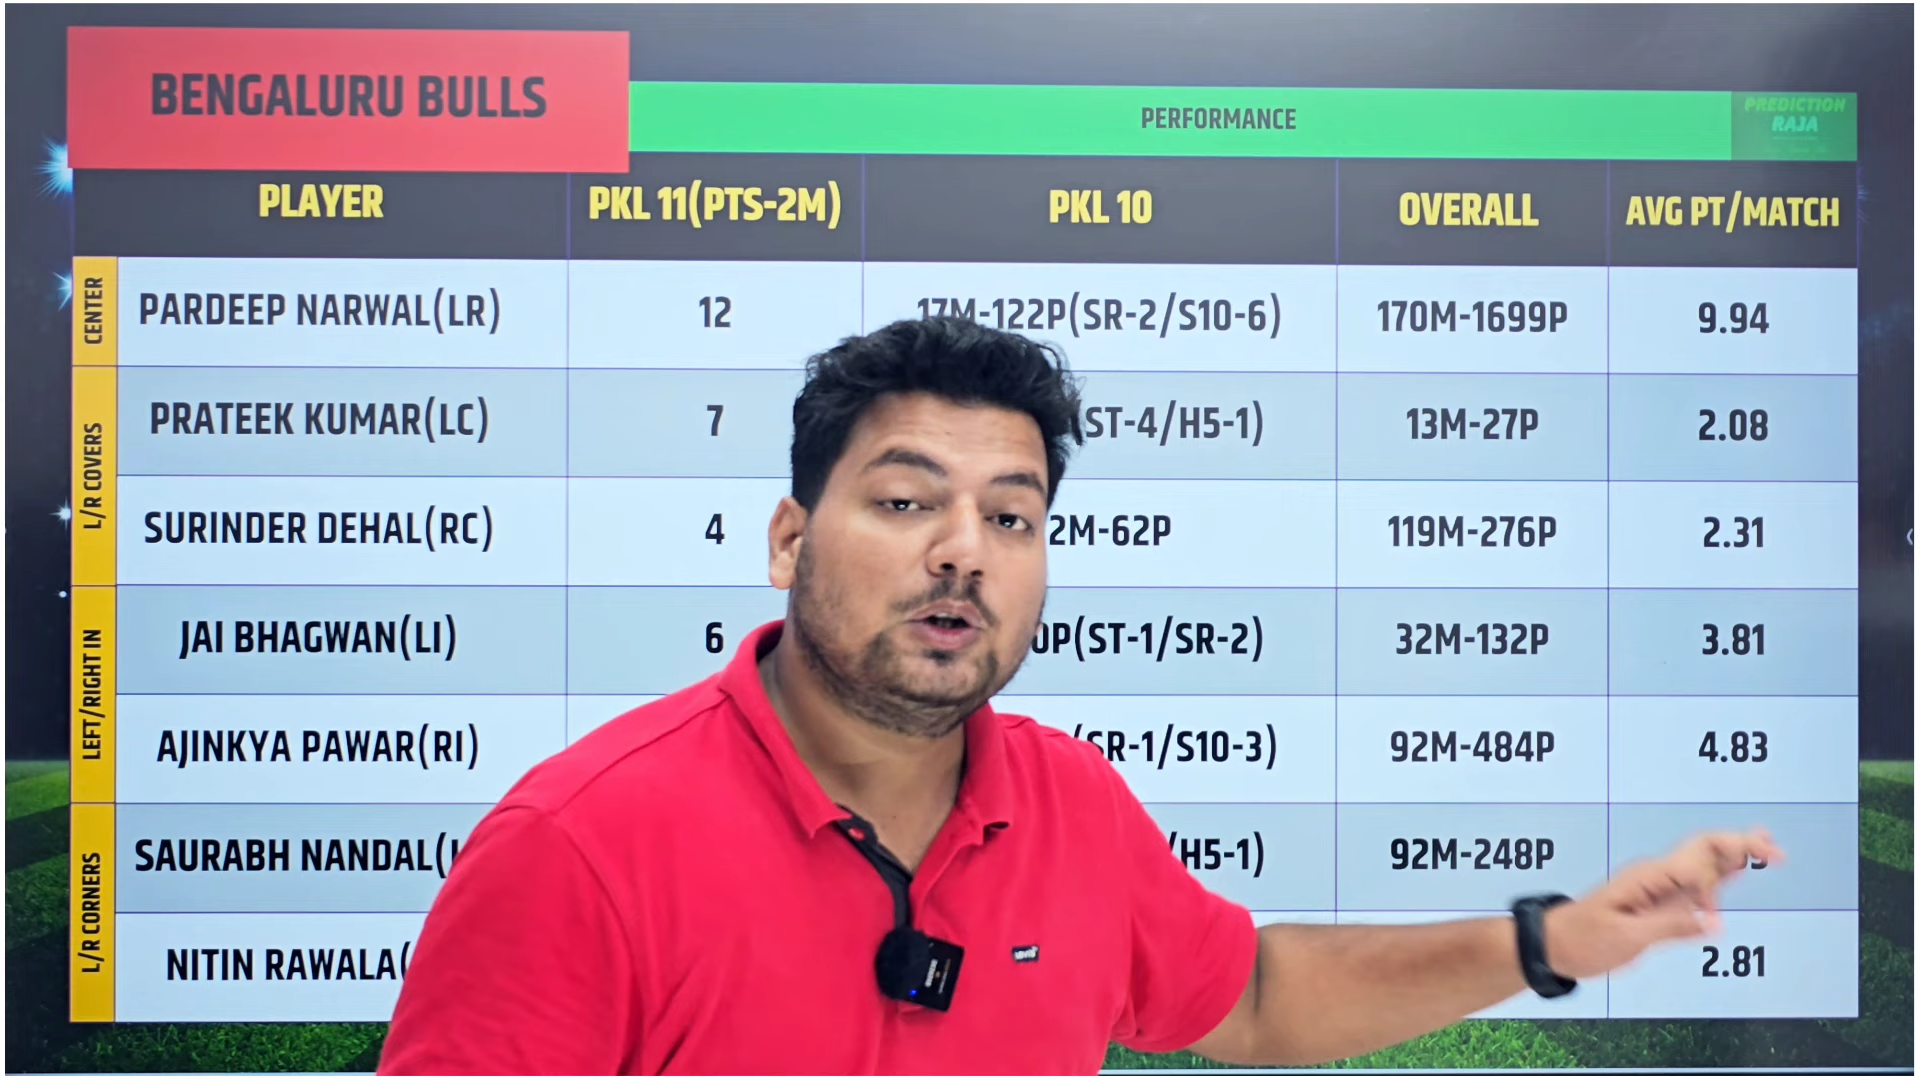 BENGALURU BULLS
PERFORMANCE
PREDICTION
RAJA
PLAYER PKL 11(PTS-2M) PKL 10 OVERALL AVG PT/MATCH
CENTER
PARDEEP NARWAL(LR) 12 17M-122P(SR-2/S10-6) 170M-1699P 9.94
L/R COVERS
PRATEEK KUMAR(LC) 7 (ST-4/H5-1) 13M-27P 2.08
SURINDER DEHAL(RC) 4 2M-62P 119M-276P 2.31
LEFT/RIGHT IN
JAI BHAGWAN(LI) 6 0P(ST-1/SR-2) 32M-132P 3.81
AJINKYA PAWAR(RI) (SR-1/S10-3) 92M-484P 4.83
L/R CORNERS
SAURABH NANDAL( /H5-1) 92M-248P
NITIN RAWALA( 2.81